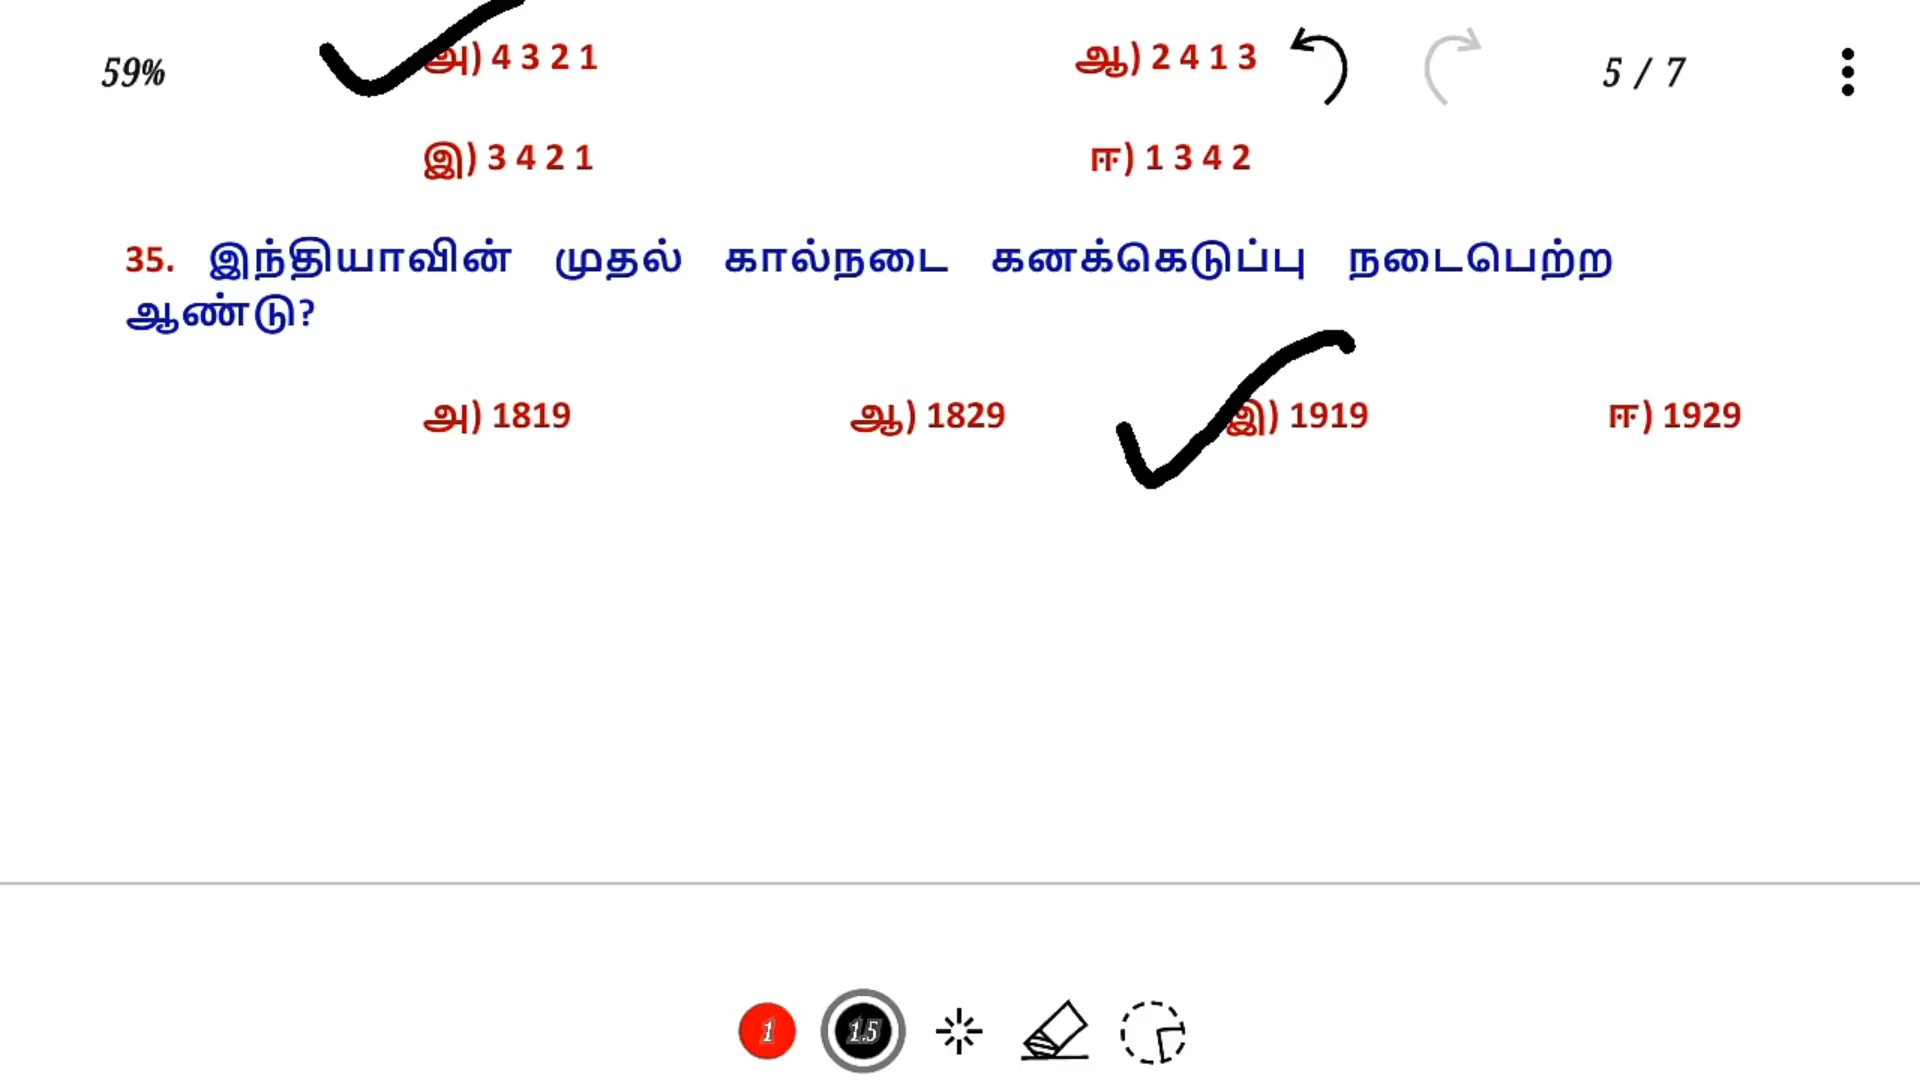 59%
அ) 4 3 2 1
ஆ) 2 4 1 3
5 / 7
இ) 3 4 2 1
ஈ) 1 3 4 2
35. இந்தியாவின் முதல் கால்நடை கனக்கெடுப்பு நடைபெற்ற
ஆண்டு?
அ) 1819
ஆ) 1829
இ) 1919
ஈ) 1929
1
1.5